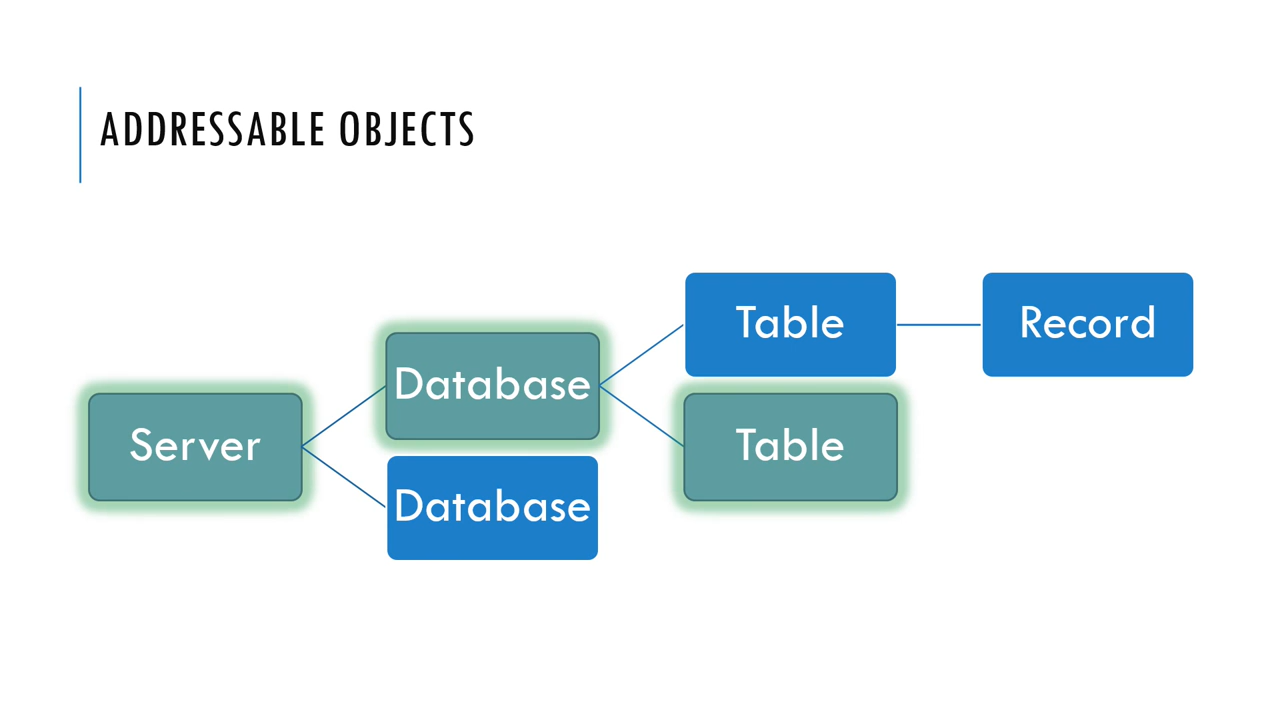 ADDRESSABLE OBJECTS
Server
Database
Database
Table
Table
Record